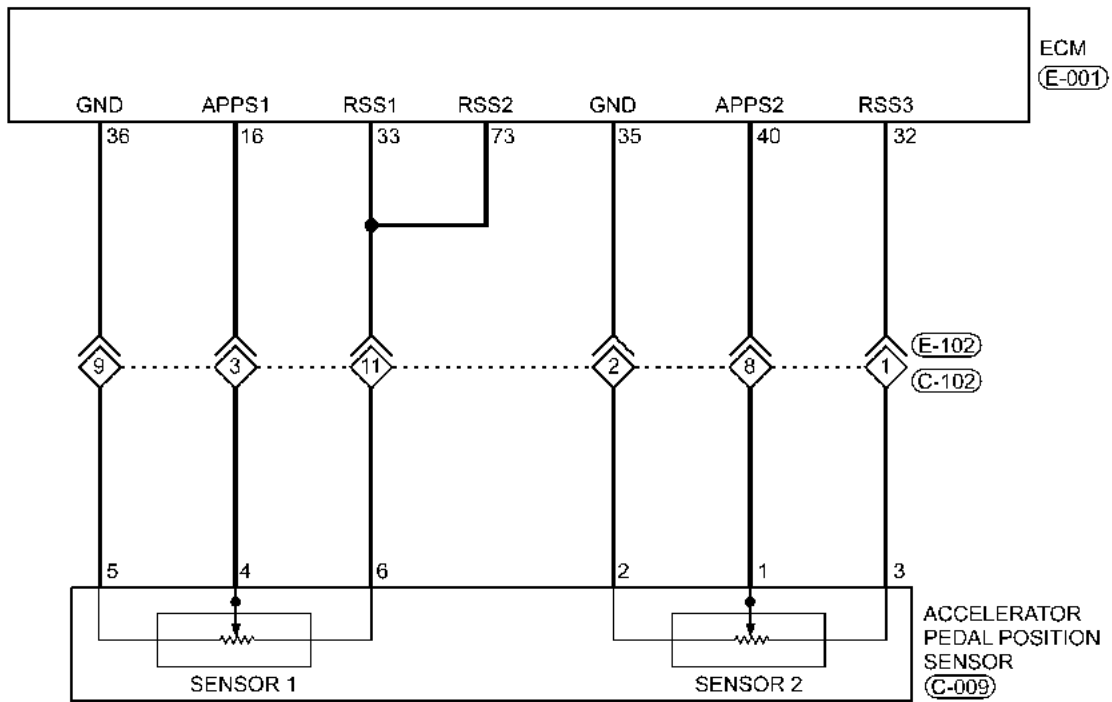 ECM
E-001
GND APPS1 RSS1 RSS2 GND APPS2 RSS3
36 16 33 73 35 40 32
9 3 11 2 8 1
E-102
C-102
5 4 6 2 1 3
ACCELERATOR
PEDAL POSITION
SENSOR
C-009
SENSOR 1 SENSOR 2